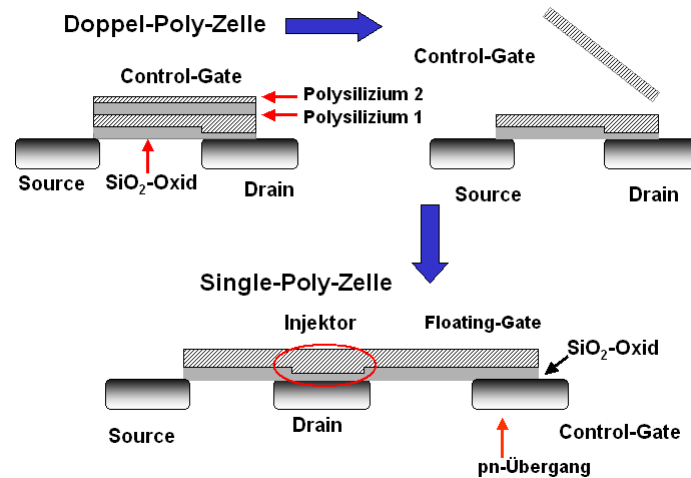 Doppel-Poly-Zelle
Control-Gate
Control-Gate
Polysilizium 2
Polysilizium 1
Source
SiO₂-Oxid
Drain
Source
Drain
Single-Poly-Zelle
Injektor
Floating-Gate
SiO₂-Oxid
Source
Drain
Control-Gate
pn-Übergang